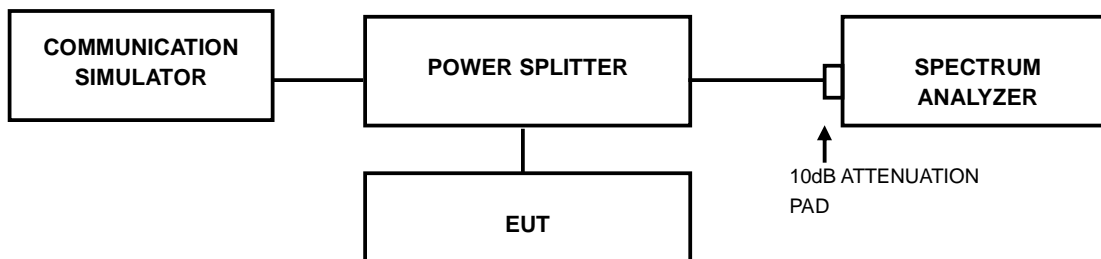 COMMUNICATION
SIMULATOR
POWER SPLITTER
SPECTRUM
ANALYZER
10dB ATTENUATION
PAD
EUT